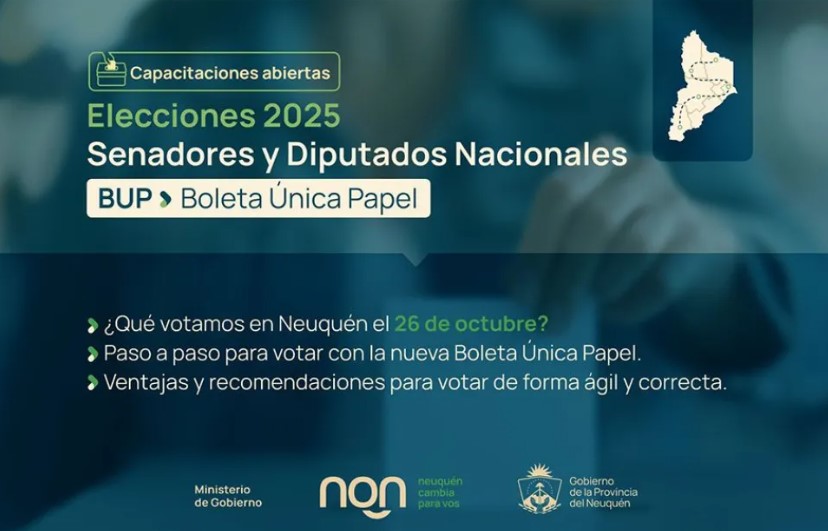 Capacitaciones abiertas
Elecciones 2025
Senadores y Diputados Nacionales
BUP Boleta Única Papel
¿Qué votamos en Neuquén el 26 de octubre?
Paso a paso para votar con la nueva Boleta Única Papel.
Ventajas y recomendaciones para votar de forma ágil y correcta.
Ministerio
de Gobierno
nqn
neuquén
cambia
para vos
Gobierno
de la Provincia
del Neuquén